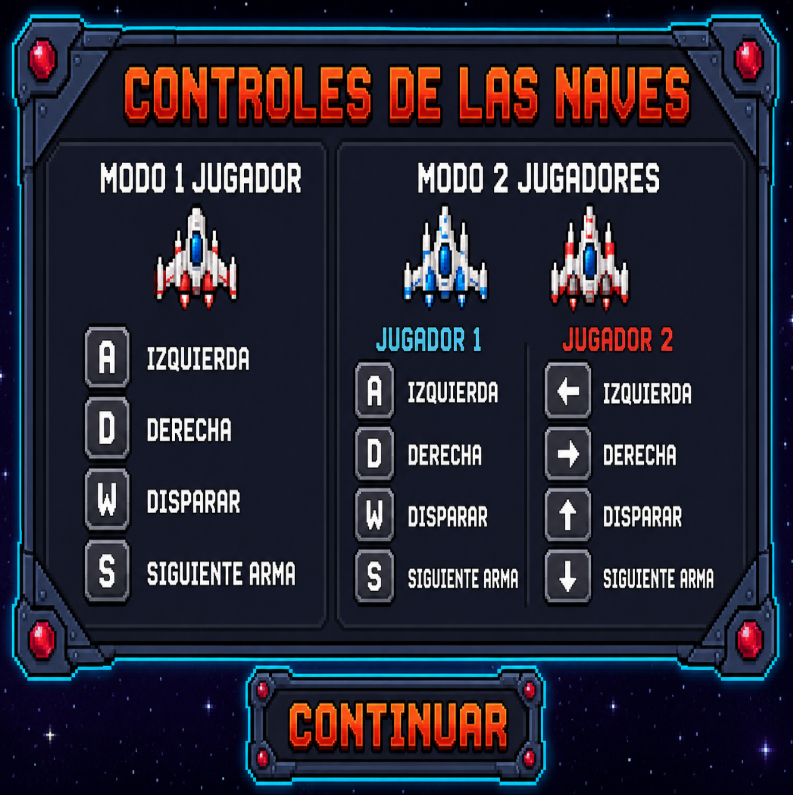 CONTROLES DE LAS NAVES
MODO 1 JUGADOR
A IZQUIERDA
D DERECHA
W DISPARAR
S SIGUIENTE ARMA
MODO 2 JUGADORES
JUGADOR 1
A IZQUIERDA
D DERECHA
W DISPARAR
S SIGUIENTE ARMA
JUGADOR 2
← IZQUIERDA
→ DERECHA
↑ DISPARAR
↓ SIGUIENTE ARMA
CONTINUAR